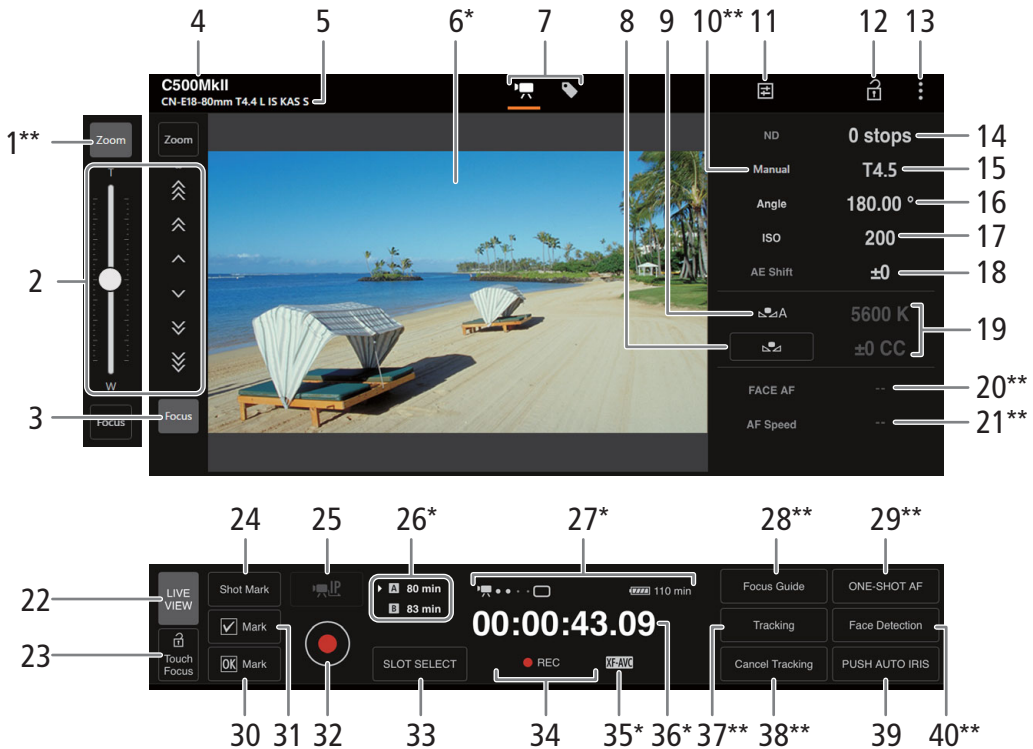 4 5 6* 7 8 9 10** 11 12 13
C500MkII
CN-E18-80mm T4.4 L IS KAS S
1**
Zoom
Zoom
T
2
W
3
Focus
Focus
ND 0 stops 14
Manual T4.5 15
Angle 180.00 ° 16
ISO 200 17
AE Shift ±0 18
A 5600 K
±0 CC
19
FACE AF -- 20**
AF Speed -- 21**
24 25 26* 27* 28** 29**
22
LIVE
VIEW
23
Touch
Focus
Shot Mark
Mark
OK Mark
IP
A 80 min
B 83 min
SLOT SELECT
110 min
00:00:43.09
REC
XF-AVC
Focus Guide
ONE-SHOT AF
Tracking
Face Detection
Cancel Tracking
PUSH AUTO IRIS
30 31 32 33 34 35* 36* 37** 38** 39 40**